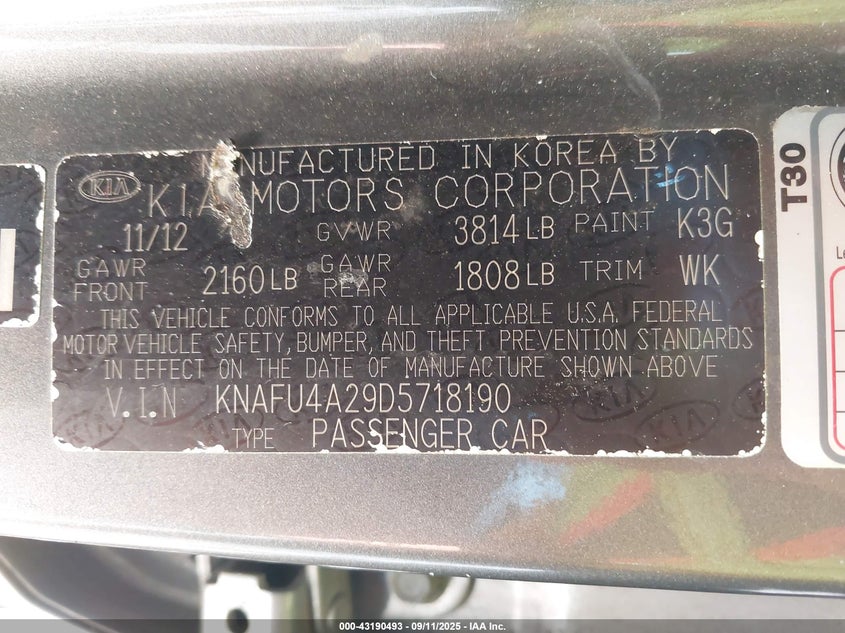 MANUFACTURED IN KOREA BY
KIA
KIA MOTORS CORPORATION
11/12 GVWR 3814 LB PAINT K3G
GAWR FRONT 2160 LB GAWR REAR 1808 LB TRIM WK
THIS VEHICLE CONFORMS TO ALL APPLICABLE U.S.A. FEDERAL
MOTOR VEHICLE SAFETY, BUMPER, AND THEFT PREVENTION STANDARDS
IN EFFECT ON THE DATE OF MANUFACTURE SHOWN ABOVE
V.I.N KNAFU4A29D5718190
TYPE PASSENGER CAR
T30
000-43190493 - 09/11/2025 - IAA Inc.